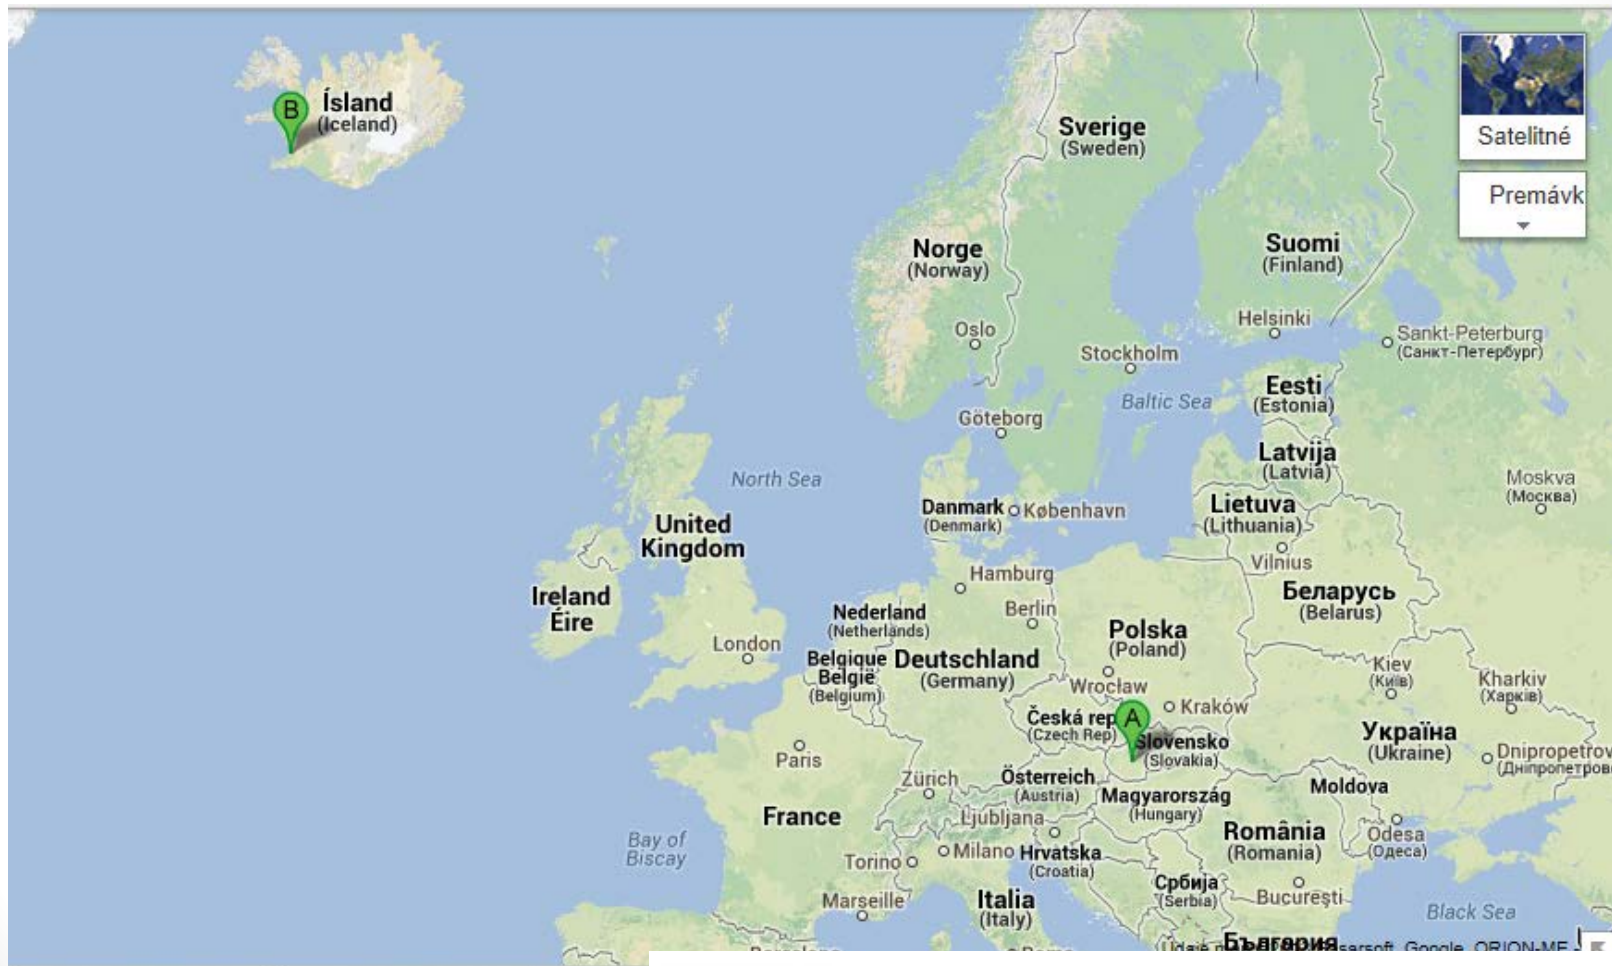 B
Ísland
(Iceland)
Satelitné
Premávk
Sverige
(Sweden)
Norge
(Norway)
Suomi
(Finland)
Oslo
Stockholm
Helsinki
Sankt-Peterburg
(Санкт-Петербург)
Göteborg
Baltic Sea
Eesti
(Estonia)
Latvija
(Latvia)
North Sea
Moskva
(Москва)
Danmark
(Denmark)
København
Lietuva
(Lithuania)
Vilnius
United
Kingdom
Ireland
Éire
Hamburg
Berlin
Беларусь
(Belarus)
Nederland
(Netherlands)
London
Belgique
België
(Belgium)
Deutschland
(Germany)
Polska
(Poland)
Wrocław
Kraków
Kiev
(Київ)
Kharkiv
(Харків)
Česká rep
(Czech Rep)
A
Slovensko
(Slovakia)
Україна
(Ukraine)
Dnipropetrov
(Дніпропетров
Paris
Zürich
Österreich
(Austria)
Magyarország
(Hungary)
Moldova
France
Ljubljana
România
(Romania)
Odesa
(Одеса)
Bay of
Biscay
Torino
Milano
Hrvatska
(Croatia)
Србија
(Serbia)
Bucureşti
Marseille
Italia
(Italy)
Black Sea
България
Google, ORION-ME -